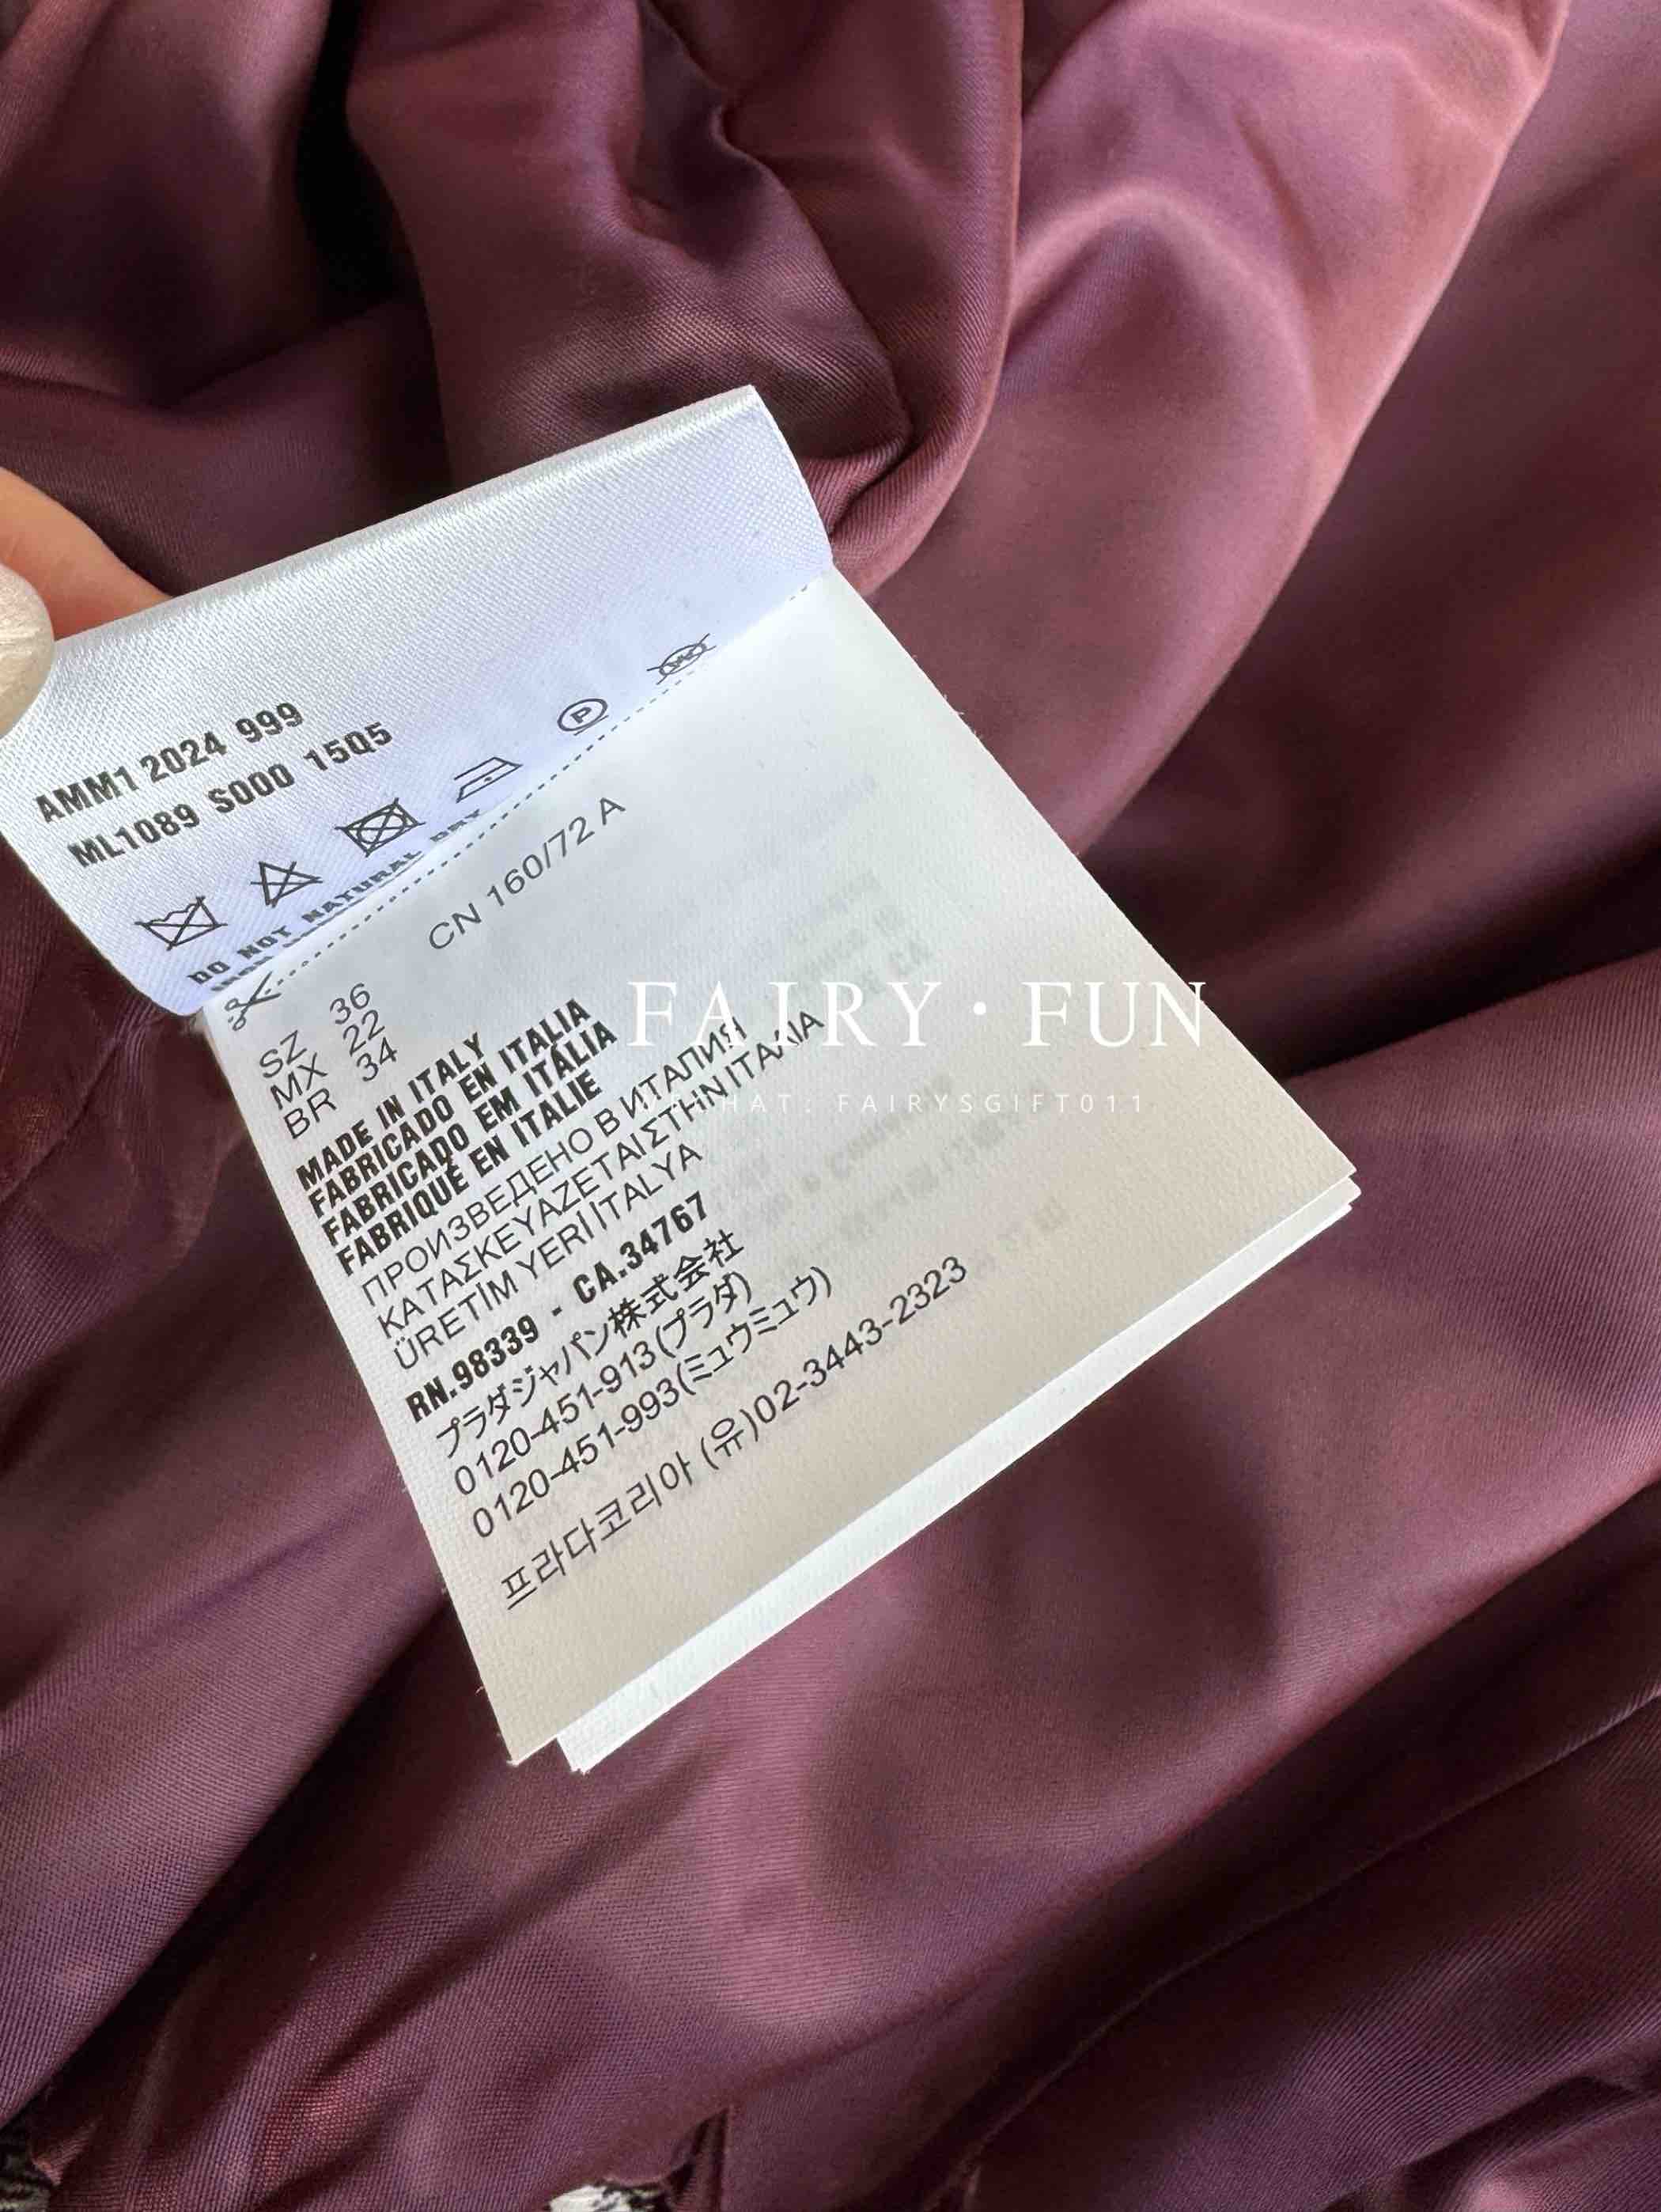 AMM1 2024 999
ML1089 S000 15Q5
DO NOT NATURAL DRY
CN 160/72 A
SZ 36
MX 22
BR 34
MADE IN ITALY
FABRICADO EN ITALIA
FABRICADO EM ITÁLIA
FABRIQUÉ EN ITALIE
ПРОИЗВЕДЕНО В ИТАЛИЯ
ΚΑΤΑΣΚΕΥΑΖΕΤΑΙ ΣΤΗΝ ΙΤΑΛΙΑ
ÜRETİM YERİ İTALYA
RN.98339 - CA.34767
プラダジャパン株式会社
0120-451-913(プラダ)
0120-451-993(ミュウミュウ)
프라다코리아 (유)02-3443-2323
FAIRY·FUN
FAIRYSGIFT011